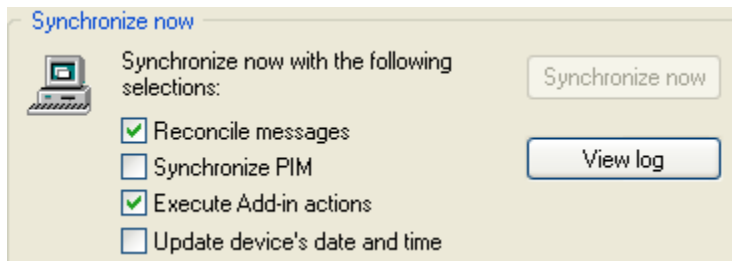 Synchronize now
Synchronize now with the following
selections:
Synchronize now
Reconcile messages
Synchronize PIM
View log
Execute Add-in actions
Update device's date and time